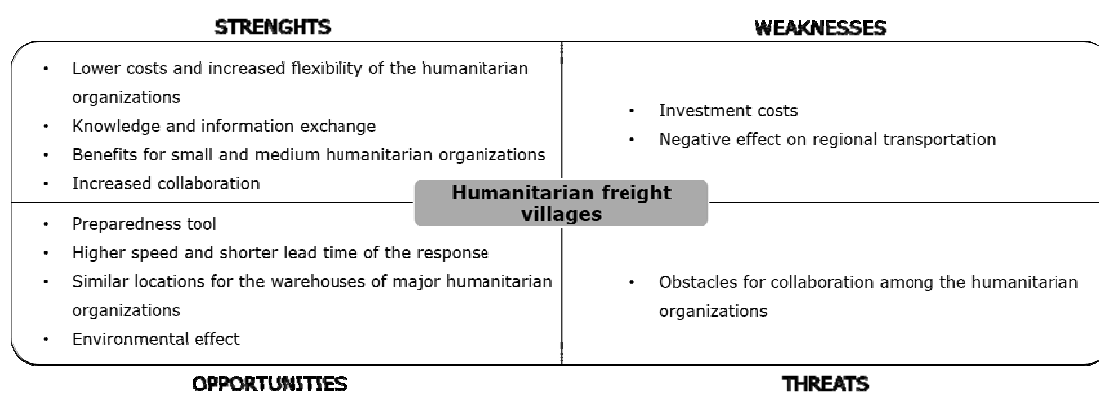 STRENGHTS
WEAKNESSES
• Lower costs and increased flexibility of the humanitarian
organizations
• Knowledge and information exchange
• Benefits for small and medium humanitarian organizations
• Increased collaboration
• Investment costs
• Negative effect on regional transportation
Humanitarian freight
villages
• Preparedness tool
• Higher speed and shorter lead time of the response
• Similar locations for the warehouses of major humanitarian
organizations
• Environmental effect
• Obstacles for collaboration among the humanitarian
organizations
OPPORTUNITIES
THREATS